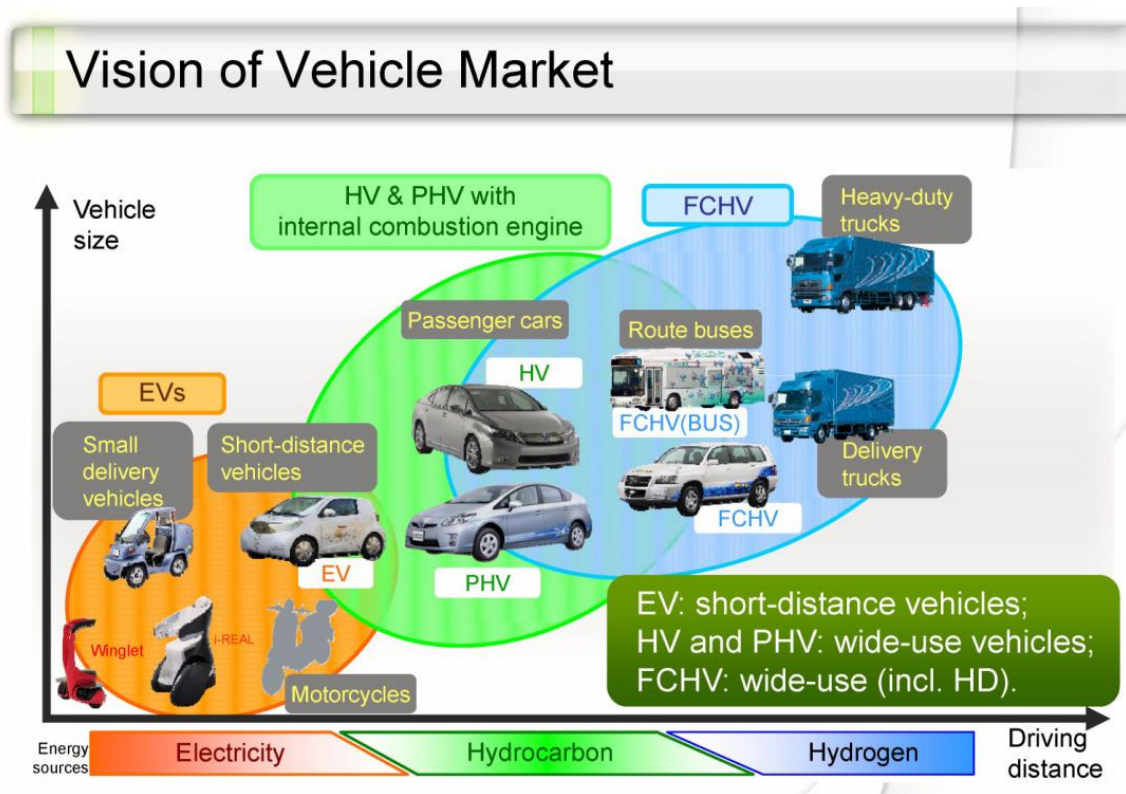 Vision of Vehicle Market
Vehicle
size
HV & PHV with
internal combustion engine
FCHV
Heavy-duty
trucks
Passenger cars
Route buses
HV
EVs
FCHV(BUS)
Small
delivery
vehicles
Short-distance
vehicles
Delivery
trucks
FCHV
EV
PHV
Winglet
i-REAL
Motorcycles
EV: short-distance vehicles;
HV and PHV: wide-use vehicles;
FCHV: wide-use (incl. HD).
Energy
sources
Electricity
Hydrocarbon
Hydrogen
Driving
distance